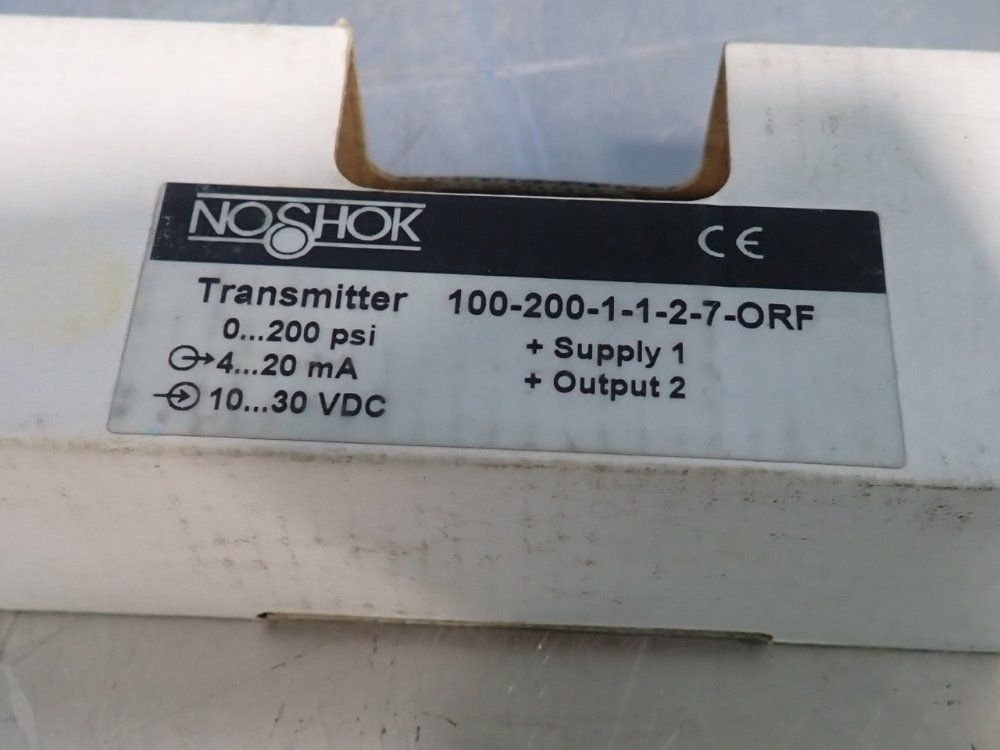 NOSHOK
CE
Transmitter 100-200-1-1-2-7-ORF
0...200 psi
+ Supply 1
4...20 mA
+ Output 2
10...30 VDC